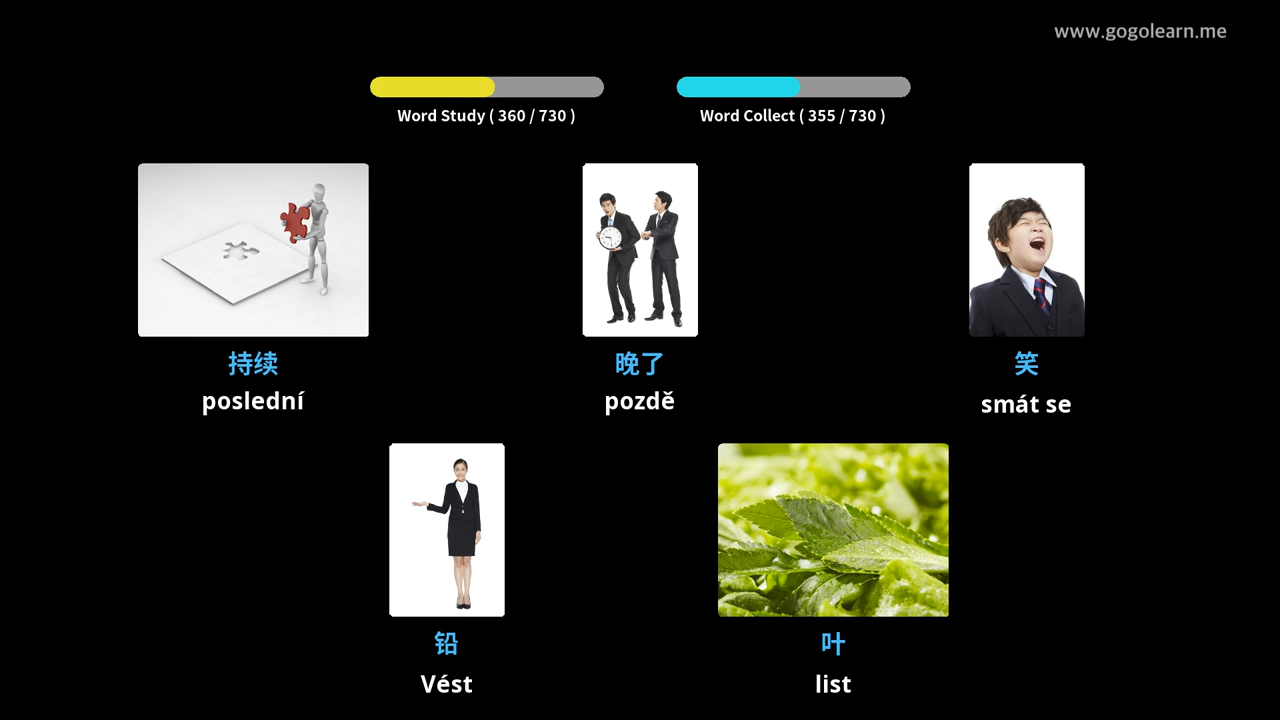 www.gogolearn.me
Word Study ( 360 / 730 )
Word Collect ( 355 / 730 )
持续
poslední
晚了
pozdě
笑
smát se
铅
Vést
叶
list